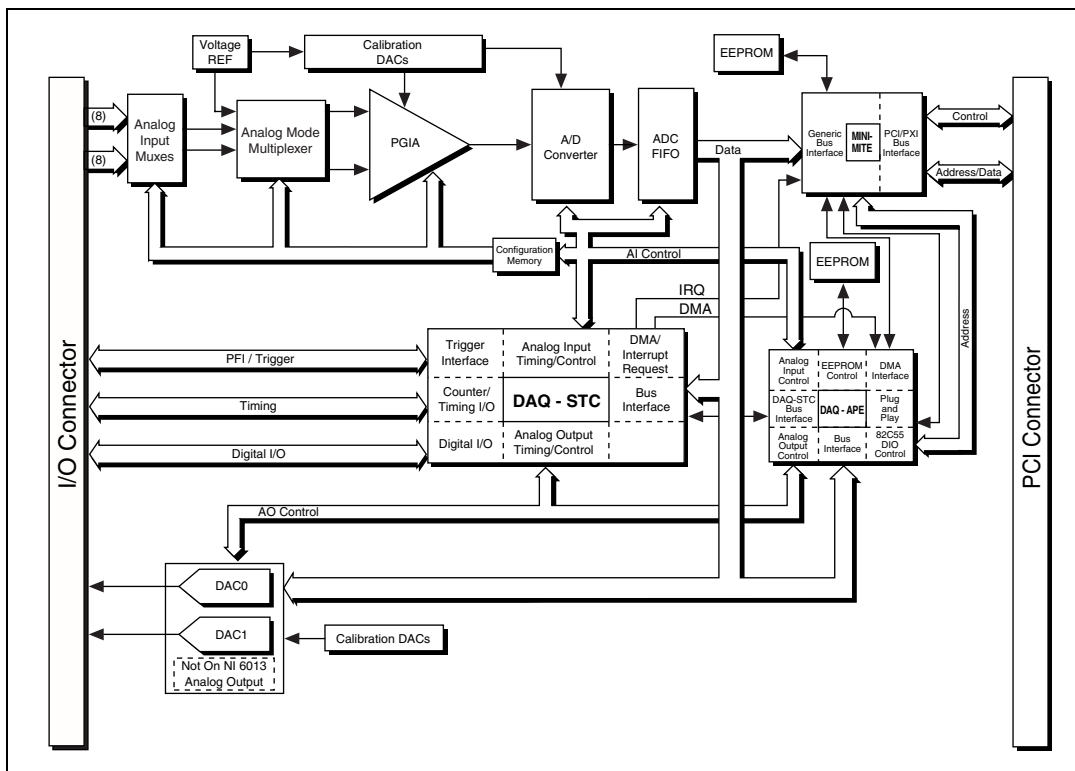 Voltage
REF
Calibration
DACs
EEPROM
(8)
(8)
Analog
Input
Muxes
Analog Mode
Multiplexer
PGIA
A/D
Converter
ADC
FIFO
Data
Generic
Bus
Interface
MINI-
MITE
PCI/PXI
Bus
Interface
Control
Address/Data
Configuration
Memory
AI Control
EEPROM
IRQ
DMA
Address
I/O Connector
PCI Connector
PFI / Trigger
Timing
Digital I/O
Trigger
Interface
Analog Input
Timing/Control
DMA/
Interrupt
Request
Counter/
Timing I/O
DAQ - STC
Bus
Interface
Digital I/O
Analog Output
Timing/Control
Analog
Input
Control
EEPROM
Control
DMA
Interface
DAQ-STC
Bus
Interface
DAQ - APE
Plug
and
Play
Analog
Output
Control
Bus
Interface
82C55
DIO
Control
AO Control
DAC0
DAC1
Calibration DACs
Not On NI 6013
Analog Output